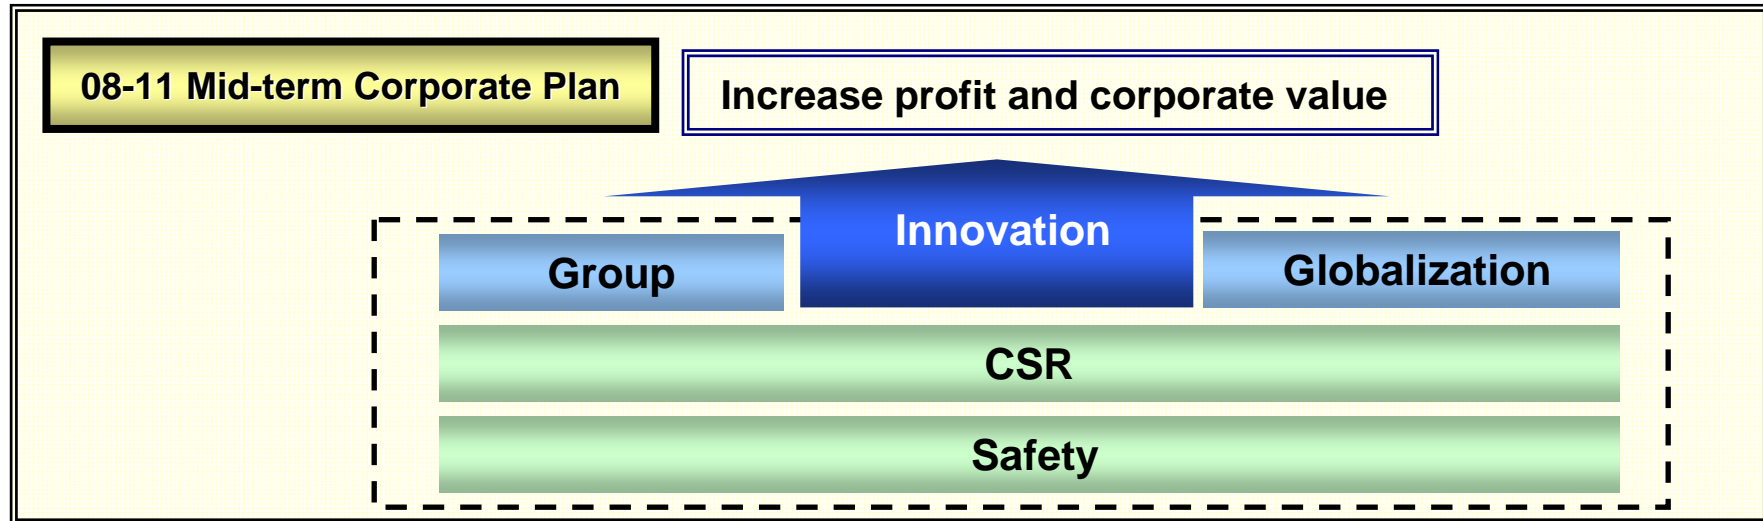 08-11 Mid-term Corporate Plan
Increase profit and corporate value
Innovation
Group
Globalization
CSR
Safety